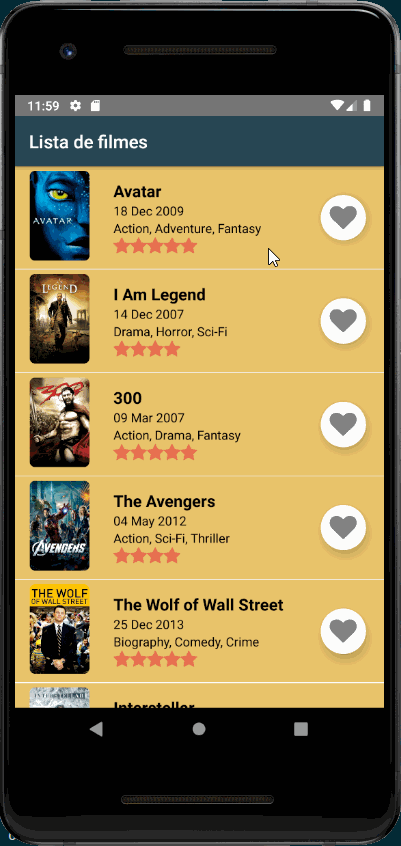 11:59
Lista de filmes
AVATAR
Avatar
18 Dec 2009
Action, Adventure, Fantasy
LEGEND
I Am Legend
14 Dec 2007
Drama, Horror, Sci-Fi
300
300
09 Mar 2007
Action, Drama, Fantasy
AVENGERS
The Avengers
04 May 2012
Action, Sci-Fi, Thriller
THE WOLF
OF WALL STREET
The Wolf of Wall Street
25 Dec 2013
Biography, Comedy, Crime
INTERSTELLAR
Interstellar